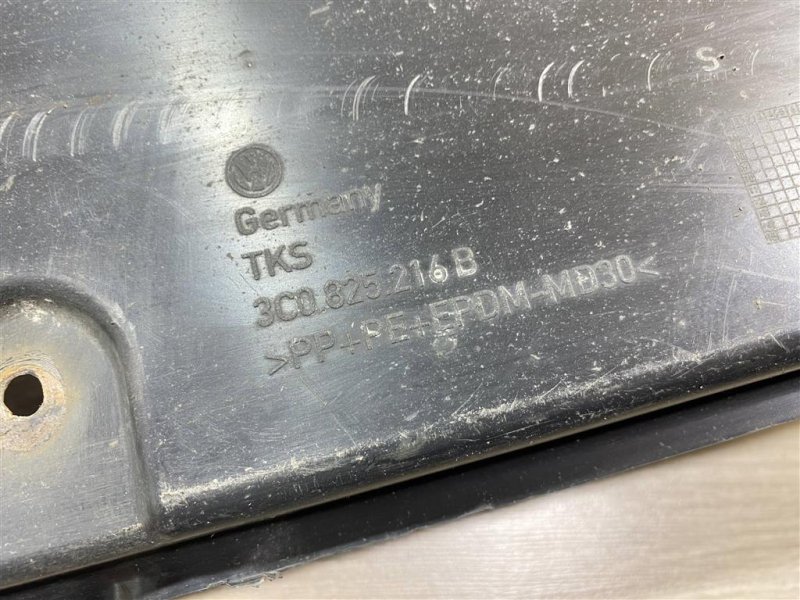 Germany
TKS
3C0.825.216 B
>PP+PE+EPDM-MD30<
S